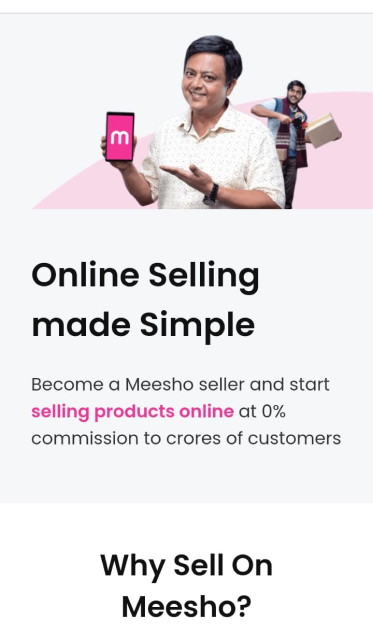 m
Online Selling
made Simple
Become a Meesho seller and start
selling products online at 0%
commission to crores of customers
Why Sell On
Meesho?